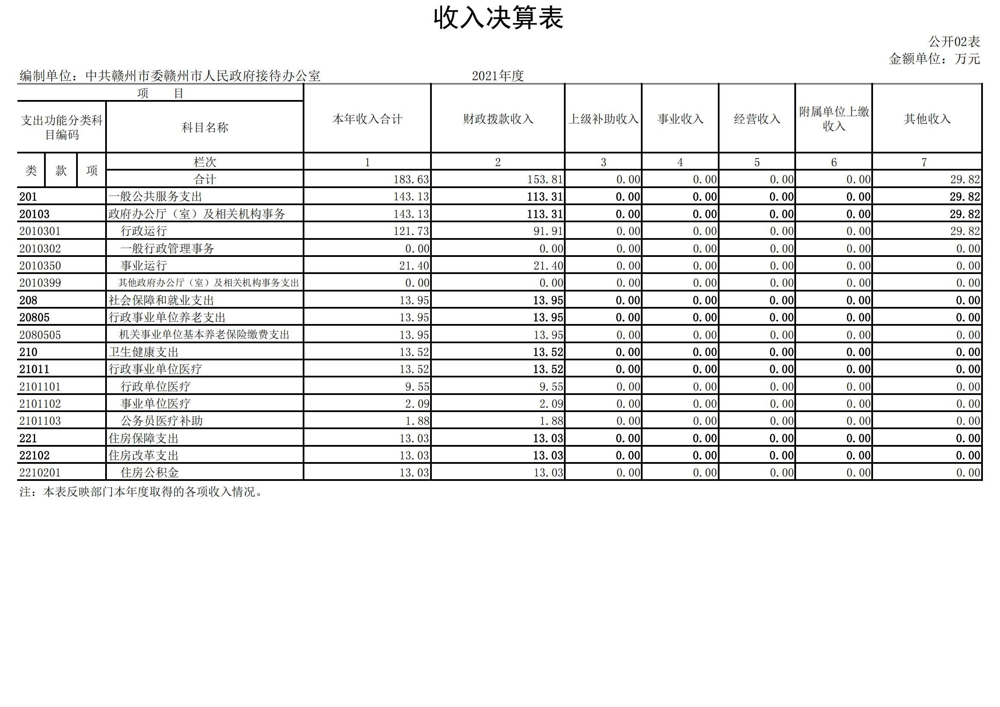 收入决算表
公开02表
金额单位：万元
编制单位：中共赣州市委赣州市人民政府接待办公室 2021年度
项 目 本年收入合计 财政拨款收入 上级补助收入 事业收入 经营收入 附属单位上缴收入 其他收入
支出功能分类科目编码 科目名称
类 款 项 栏次 1 2 3 4 5 6 7
合计 183.63 153.81 0.00 0.00 0.00 0.00 29.82
201 一般公共服务支出 143.13 113.31 0.00 0.00 0.00 0.00 29.82
20103 政府办公厅（室）及相关机构事务 143.13 113.31 0.00 0.00 0.00 0.00 29.82
2010301 行政运行 121.73 91.91 0.00 0.00 0.00 0.00 29.82
2010302 一般行政管理事务 0.00 0.00 0.00 0.00 0.00 0.00 0.00
2010350 事业运行 21.40 21.40 0.00 0.00 0.00 0.00 0.00
2010399 其他政府办公厅（室）及相关机构事务支出 0.00 0.00 0.00 0.00 0.00 0.00 0.00
208 社会保障和就业支出 13.95 13.95 0.00 0.00 0.00 0.00 0.00
20805 行政事业单位养老支出 13.95 13.95 0.00 0.00 0.00 0.00 0.00
2080505 机关事业单位基本养老保险缴费支出 13.95 13.95 0.00 0.00 0.00 0.00 0.00
210 卫生健康支出 13.52 13.52 0.00 0.00 0.00 0.00 0.00
21011 行政事业单位医疗 13.52 13.52 0.00 0.00 0.00 0.00 0.00
2101101 行政单位医疗 9.55 9.55 0.00 0.00 0.00 0.00 0.00
2101102 事业单位医疗 2.09 2.09 0.00 0.00 0.00 0.00 0.00
2101103 公务员医疗补助 1.88 1.88 0.00 0.00 0.00 0.00 0.00
221 住房保障支出 13.03 13.03 0.00 0.00 0.00 0.00 0.00
22102 住房改革支出 13.03 13.03 0.00 0.00 0.00 0.00 0.00
2210201 住房公积金 13.03 13.03 0.00 0.00 0.00 0.00 0.00
注：本表反映部门本年度取得的各项收入情况。